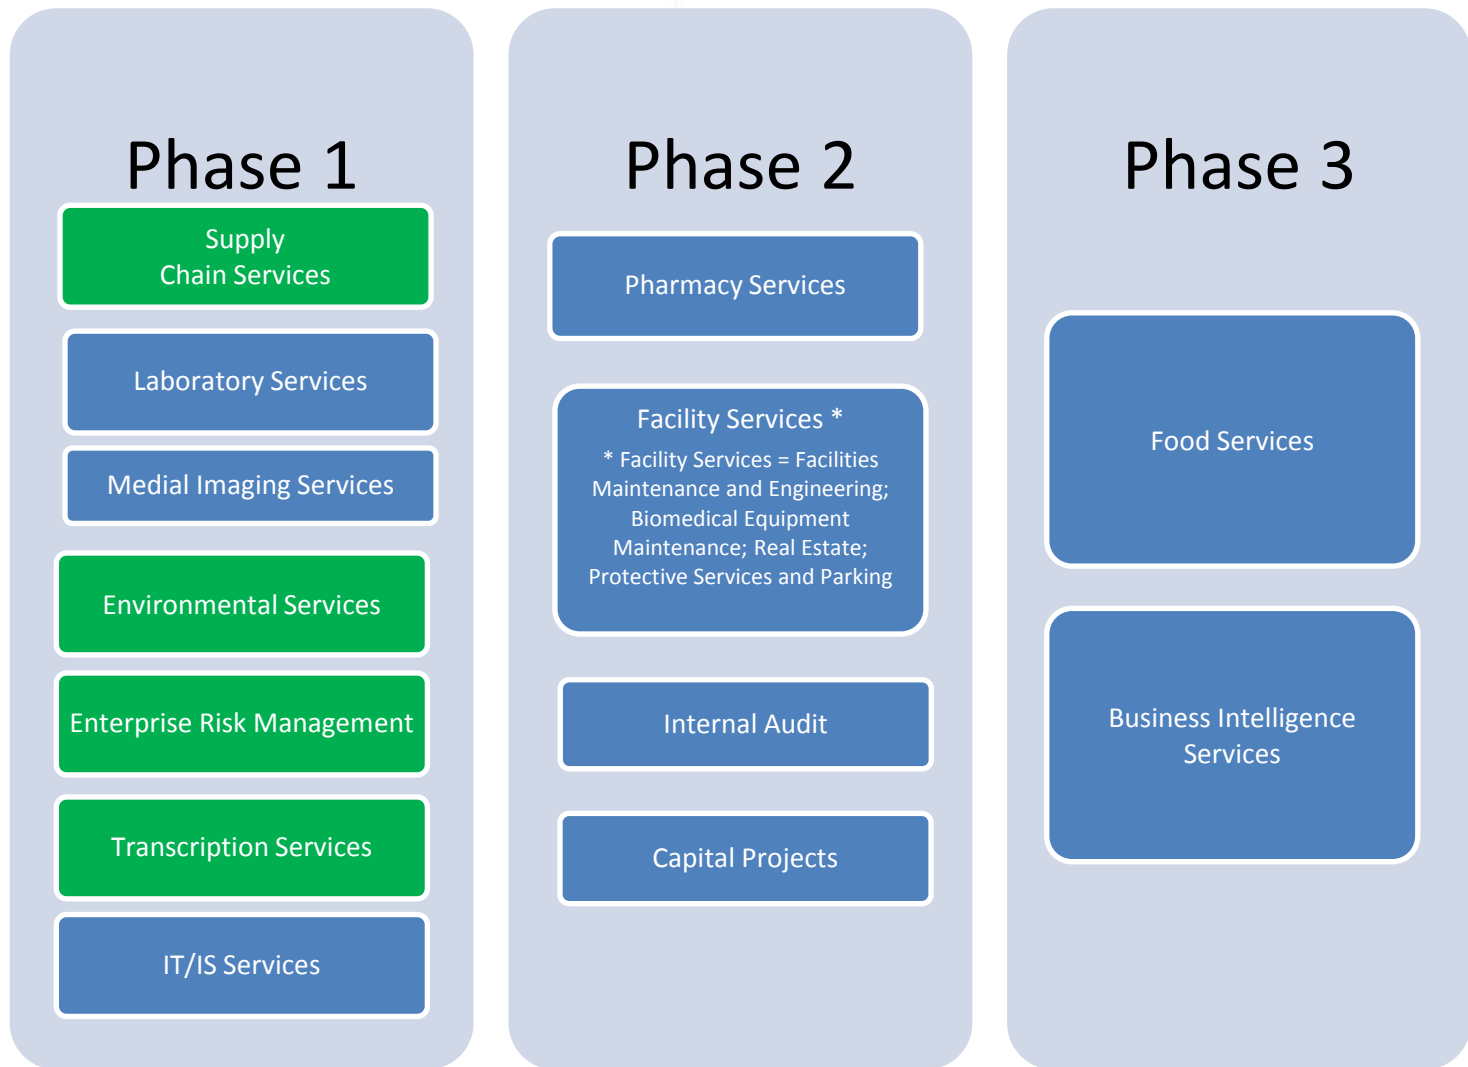 Phase 1
Supply
Chain Services
Laboratory Services
Medial Imaging Services
Environmental Services
Enterprise Risk Management
Transcription Services
IT/IS Services
Phase 2
Pharmacy Services
Facility Services *
* Facility Services = Facilities
Maintenance and Engineering;
Biomedical Equipment
Maintenance; Real Estate;
Protective Services and Parking
Internal Audit
Capital Projects
Phase 3
Food Services
Business Intelligence
Services